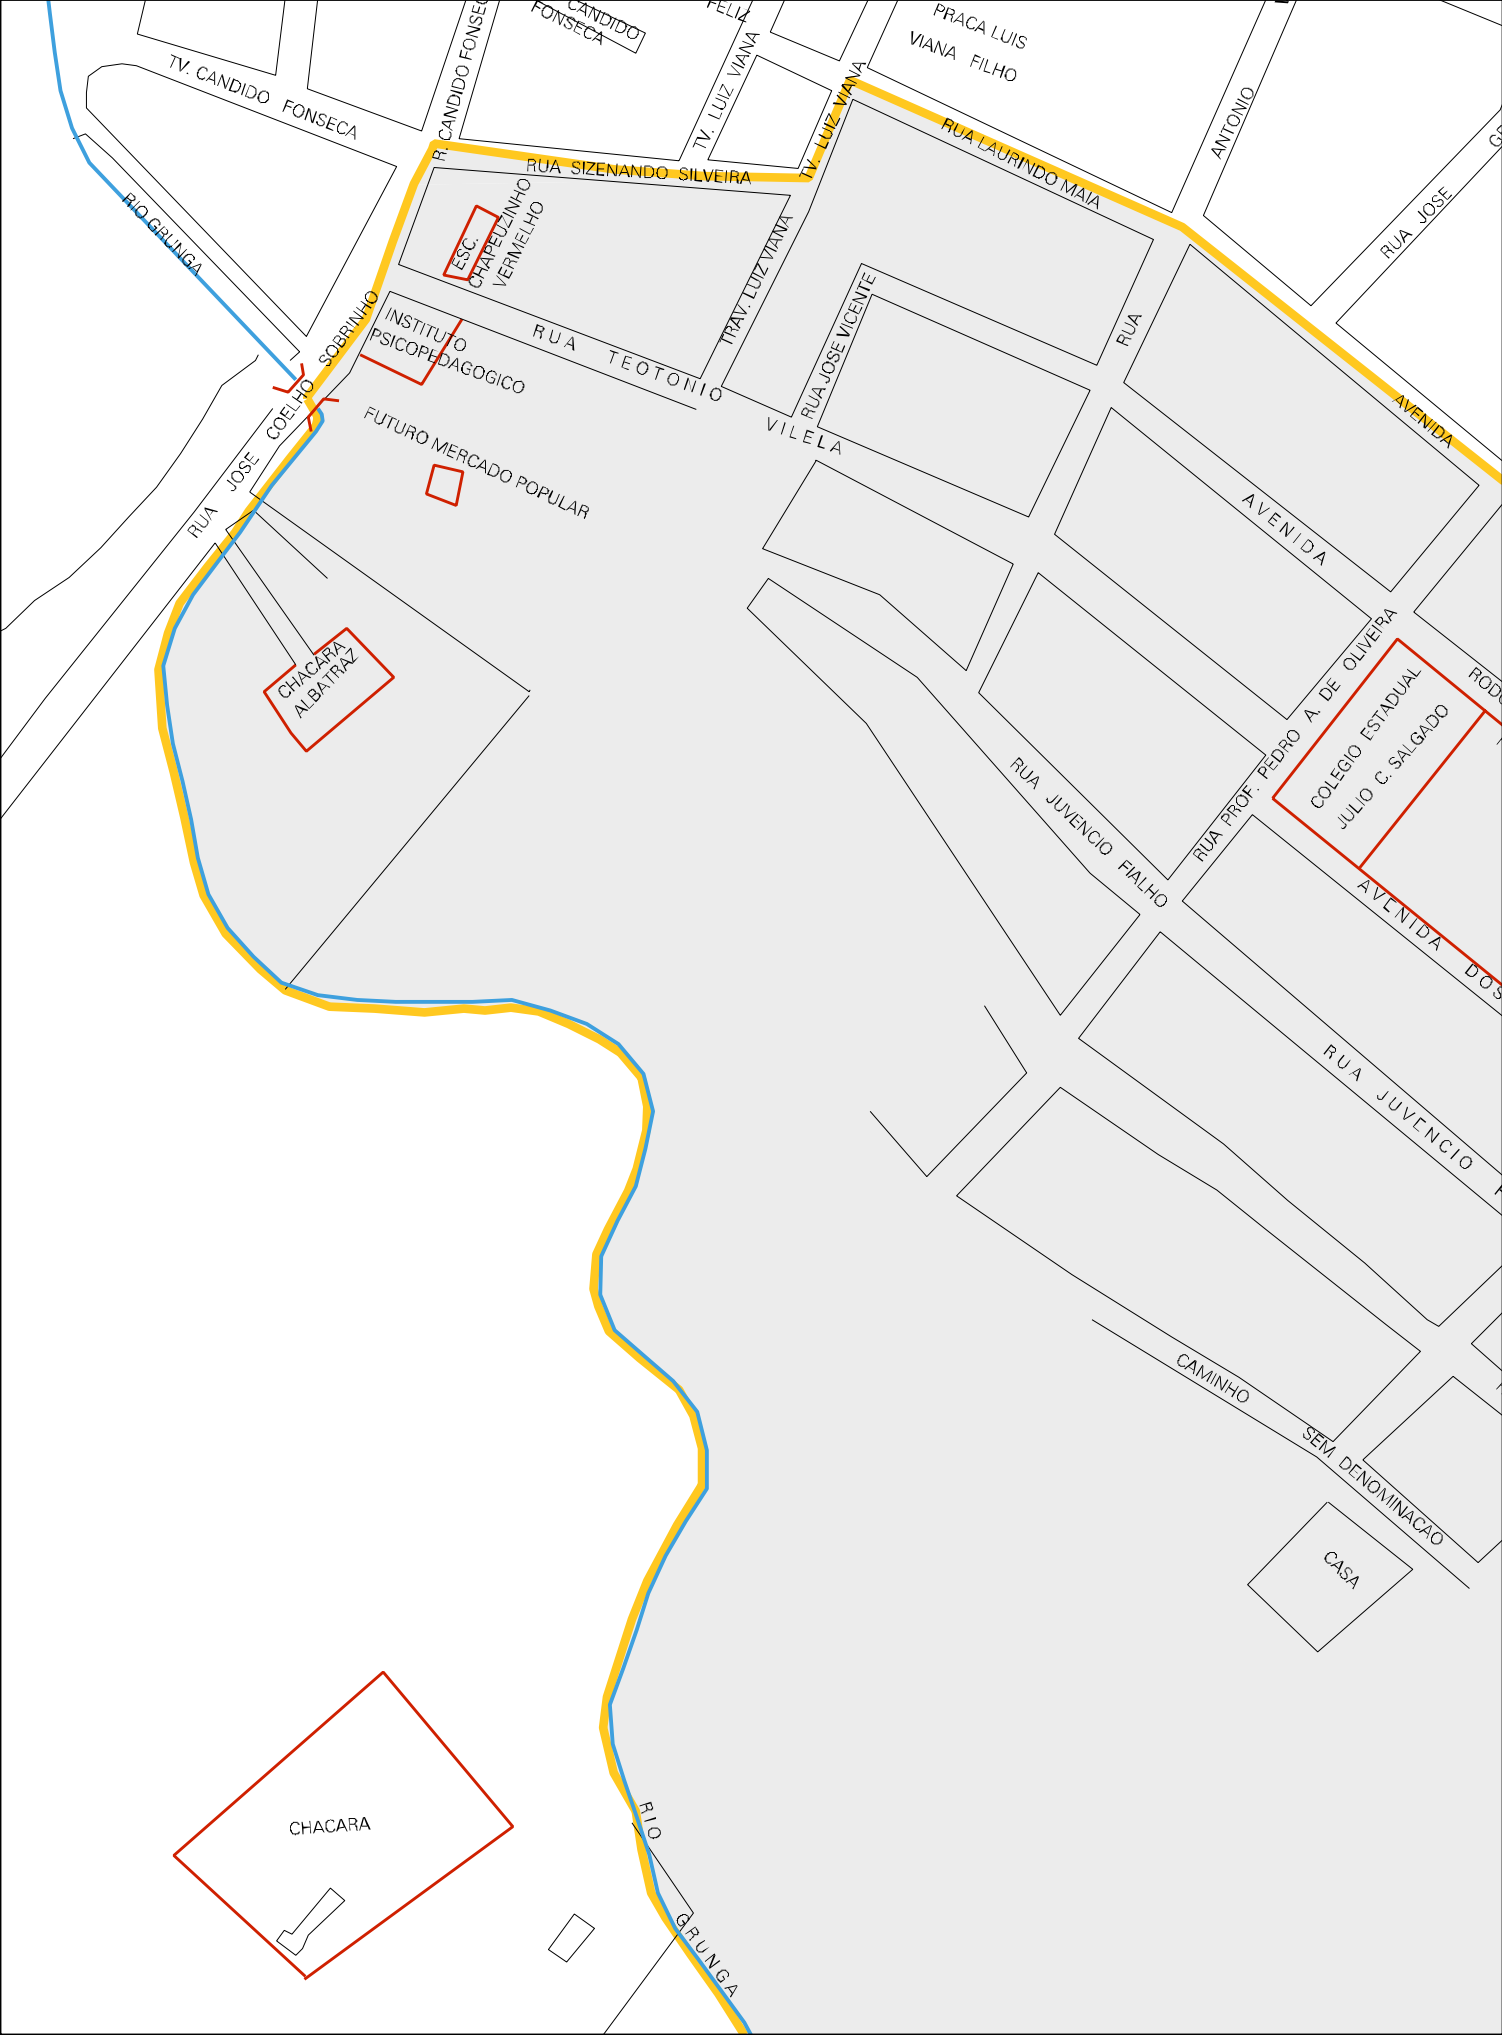 CANDIDO
FONSECA
FELIZ
PRACA LUIS
VIANA FILHO
TV. CANDIDO FONSECA
R. CANDIDO FONSEC
TV. LUIZ VIANA
TV. LUIZ VIANA
ANTONIO
RUA LAURINDO MAIA
RUA SIZENANDO SILVEIRA
RUA JOSE
RIO GRUNGA
ESC.
CHAPEUZINHO
VERMELHO
TRAV. LUIZ VIANA
RUA JOSE VICENTE
RUA
INSTITUTO
PSICOPEDAGOGICO
RUA TEOTONIO
VILELA
RUA JOSE COELHO SOBRINHO
FUTURO MERCADO POPULAR
AVENIDA
AVENIDA
CHACARA
ALBATRAZ
RUA PROF. PEDRO A. DE OLIVEIRA
COLEGIO ESTADUAL
JULIO C. SALGADO
RODO
RUA JUVENCIO FIALHO
AVENIDA DOS
RUA JUVENCIO
CAMINHO
SEM DENOMINACAO
CASA
CHACARA
RIO
GRUNGA